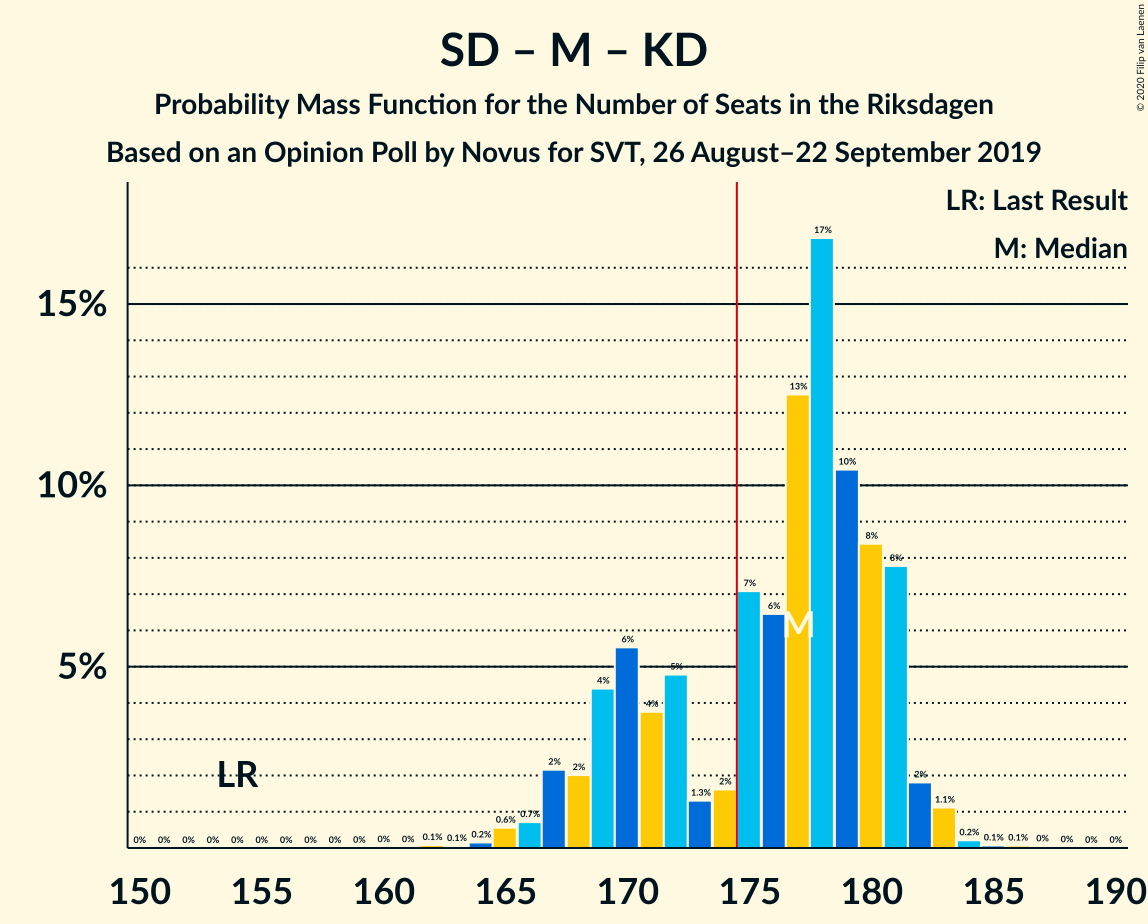 SD – M – KD
Probability Mass Function for the Number of Seats in the Riksdagen
Based on an Opinion Poll by Novus for SVT, 26 August–22 September 2019
© 2020 Filip van Laenen
LR: Last Result
M: Median
15%
10%
5%
0% 0% 0% 0% 0% 0% 0% 0% 0% 0% 0% 0% 0.1% 0.1% 0.2% 0.6% 0.7% 2% 2% 4% 6% 4% 5% 1.3% 2% 7% 6% 13% 17% 10% 8% 8% 2% 1.1% 0.2% 0.1% 0.1% 0% 0% 0% 0%
LR
M
150 155 160 165 170 175 180 185 190